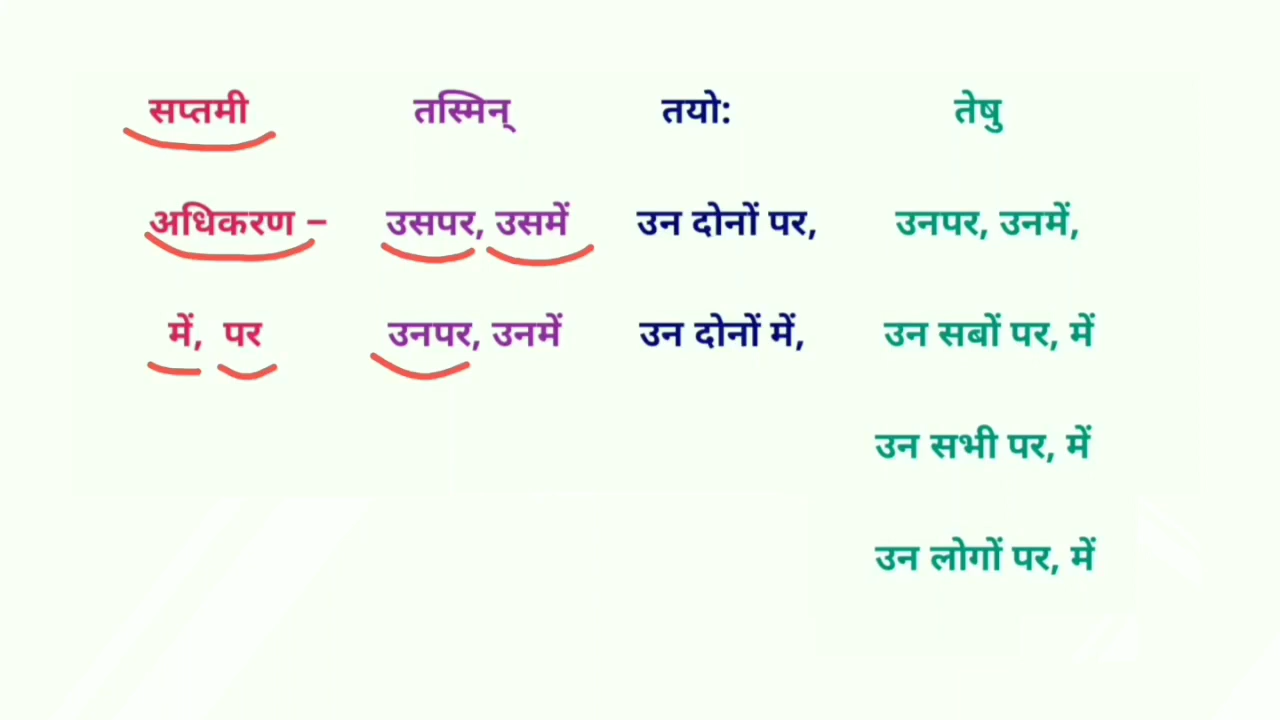 सप्तमी तस्मिन् तयो: तेषु
अधिकरण – उसपर, उसमें उन दोनों पर, उनपर, उनमें,
में, पर उनपर, उनमें उन दोनों में, उन सबों पर, में
उन सभी पर, में
उन लोगों पर, में